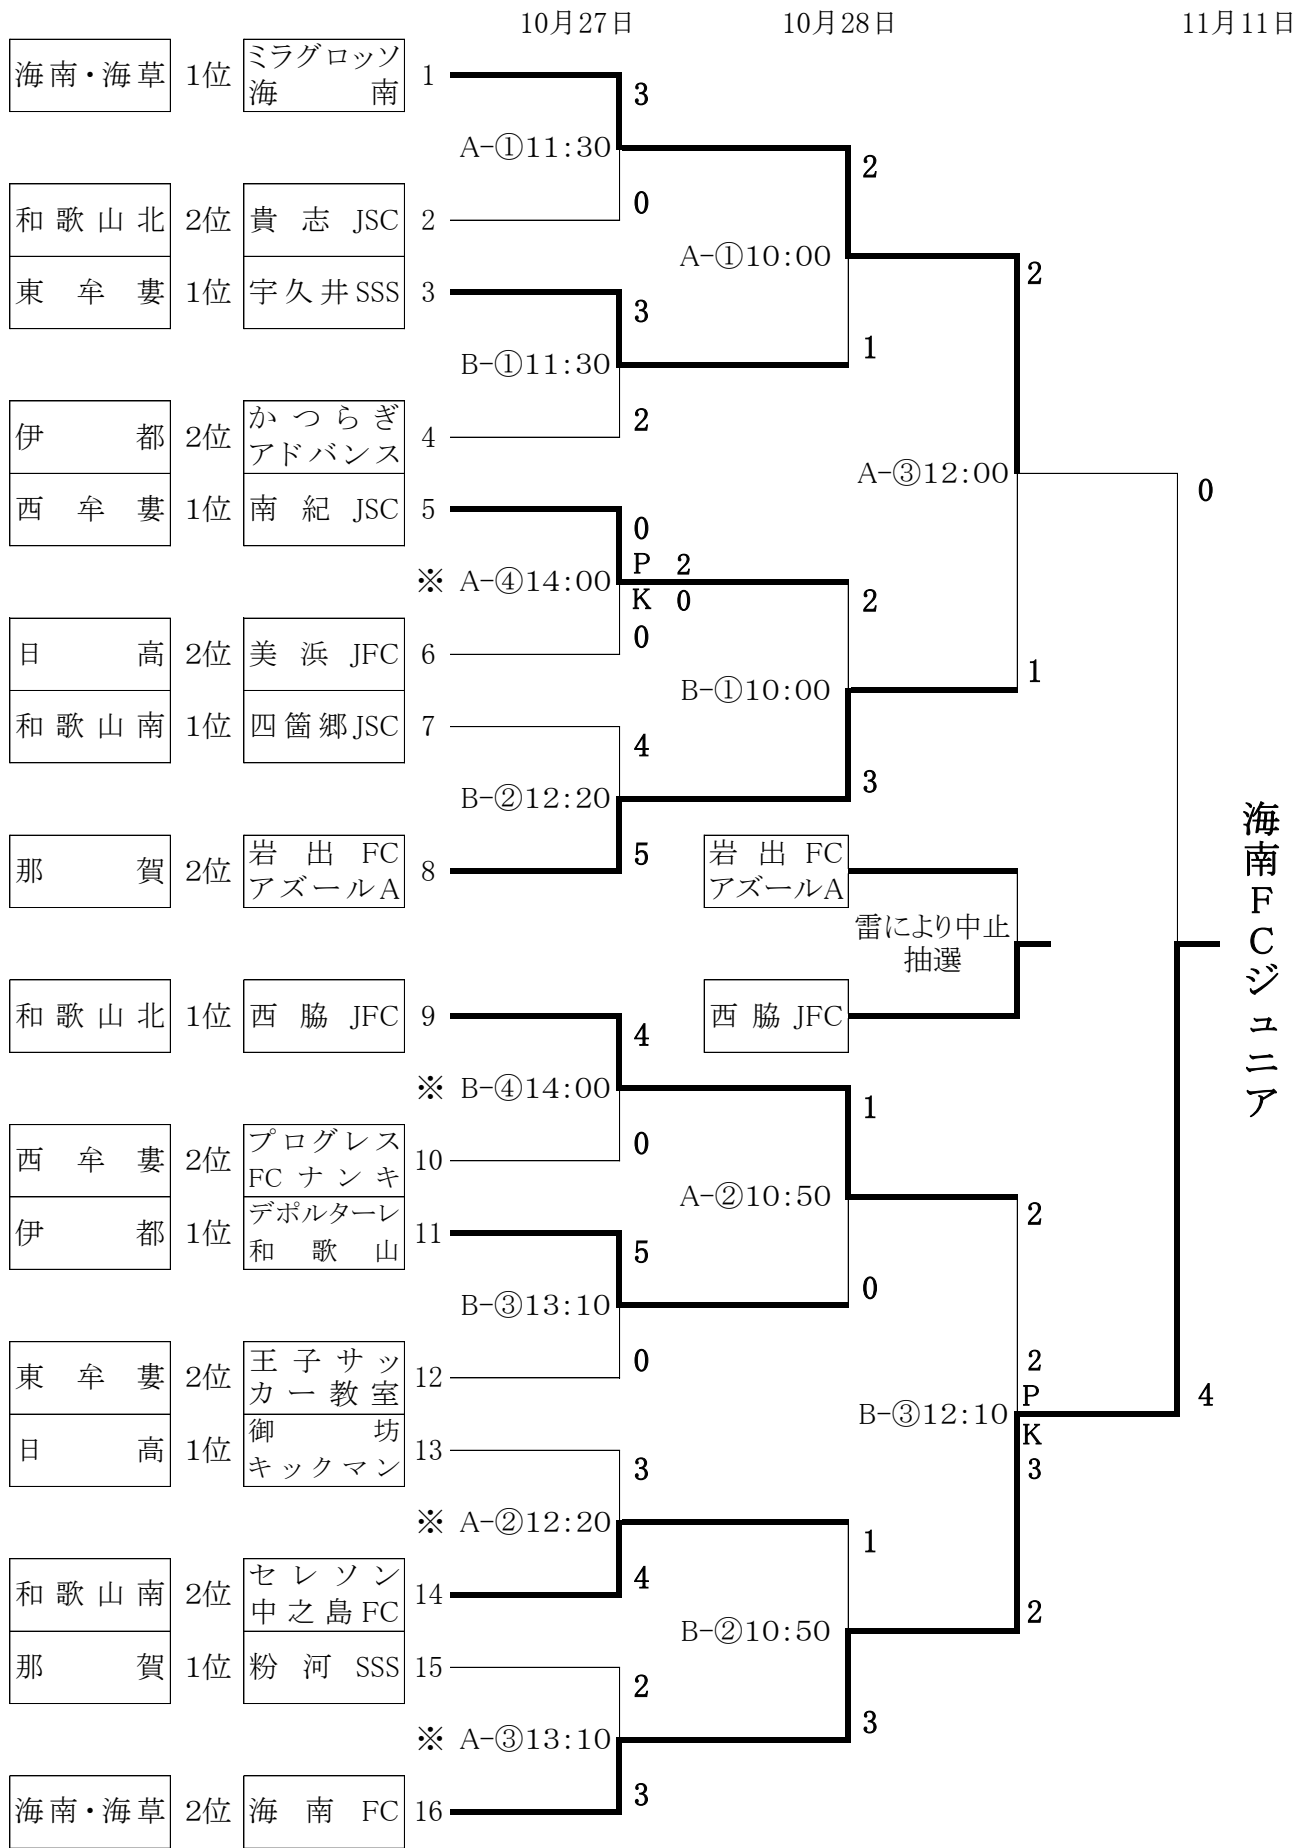 10月27日 10月28日 11月11日
海南・海草 1位 ミラグロッソ
海南 1
3
A-①11:30
2
0
和歌山北 2位 貴志 JSC 2
A-①10:00
2
東牟婁 1位 宇久井SSS 3
3
1
B-①11:30
2
伊都 2位 かつらぎ
アドバンス 4
A-③12:00
0
西牟婁 1位 南紀 JSC 5
0
PK 2 0
※ A-④14:00
2
0
日高 2位 美浜 JFC 6
1
B-①10:00
和歌山南 1位 四箇郷JSC 7
4
3
B-②12:20
5
那賀 2位 岩出 FC
アズールA 8
岩出 FC
アズールA
雷により中止
抽選
海南FCジュニア
和歌山北 1位 西脇 JFC 9
西脇 JFC
4
※ B-④14:00
1
0
西牟婁 2位 プログレス
FC ナンキ 10
A-②10:50
2
伊都 1位 デポルターレ
和歌山 11
5
0
B-③13:10
0
東牟婁 2位 王子サッ
カー教室 12
2
PK
3
B-③12:10
4
日高 1位 御坊
キックマン 13
3
※ A-②12:20
1
4
和歌山南 2位 セレソン
中之島FC 14
2
B-②10:50
那賀 1位 粉河 SSS 15
2
3
※ A-③13:10
3
海南・海草 2位 海南 FC 16